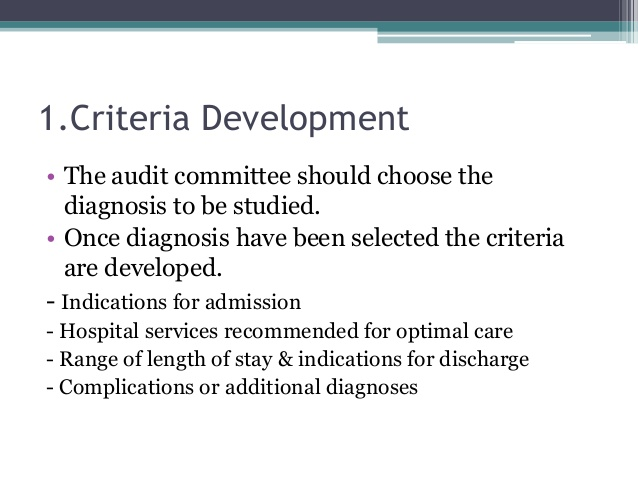 1.Criteria Development
• The audit committee should choose the
diagnosis to be studied.
• Once diagnosis have been selected the criteria
are developed.
- Indications for admission
- Hospital services recommended for optimal care
- Range of length of stay & indications for discharge
- Complications or additional diagnoses